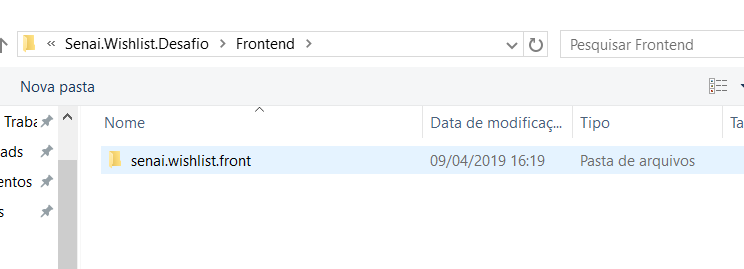 « Senai.Wishlist.Desafio > Frontend >
Pesquisar Frontend
Nova pasta
Traba
ads
entos
s
Nome
Data de modificaç...
Tipo
Ta
senai.wishlist.front
09/04/2019 16:19
Pasta de arquivos